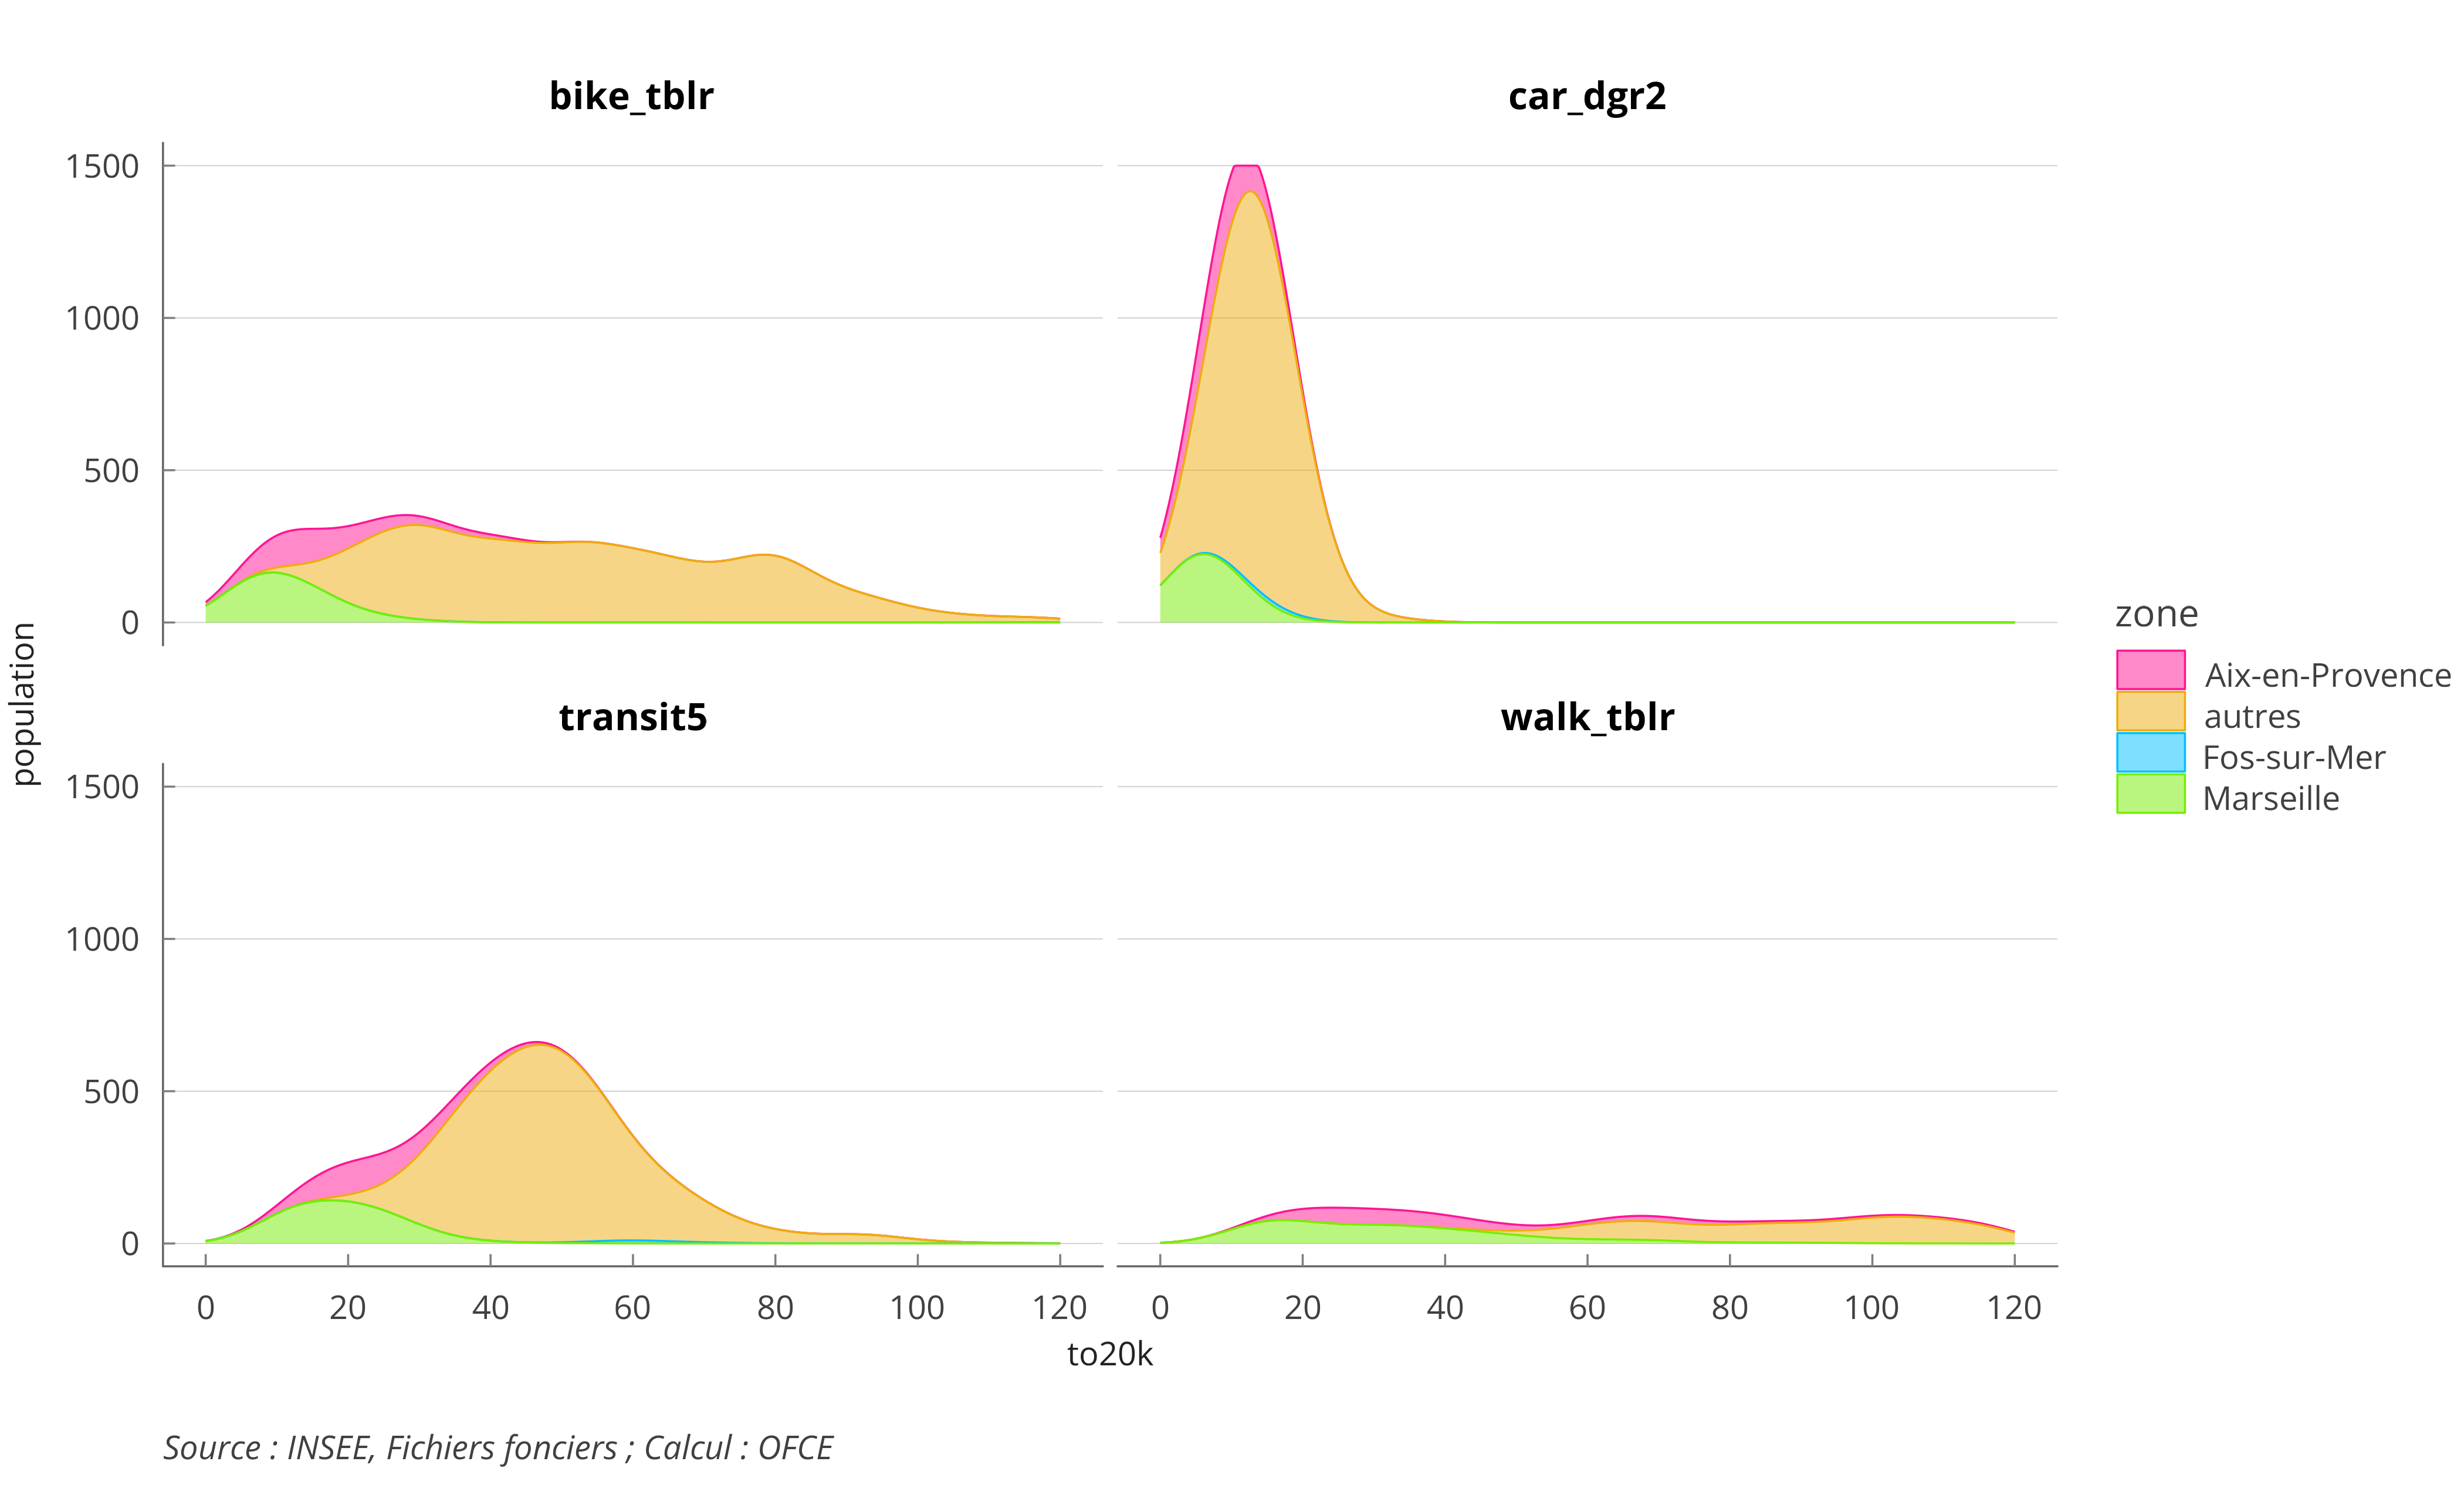 bike_tblr
car_dgr2
1500
1000
500
0
transit5
walk_tblr
1500
1000
500
0
0 20 40 60 80 100 120
0 20 40 60 80 100 120
to20k
population
zone
Aix-en-Provence
autres
Fos-sur-Mer
Marseille
Source : INSEE, Fichiers fonciers ; Calcul : OFCE